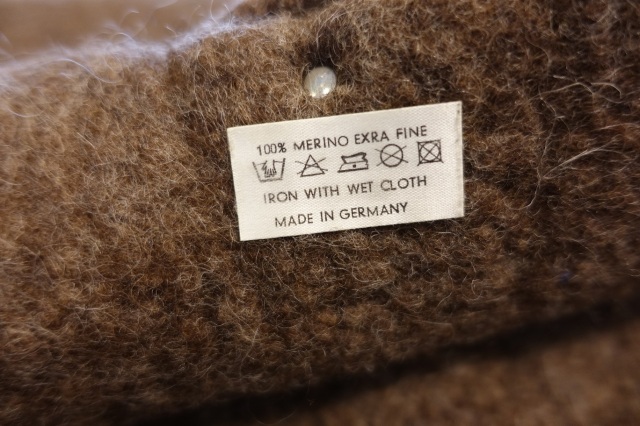 100% MERINO EXRA FINE
IRON WITH WET CLOTH
MADE IN GERMANY